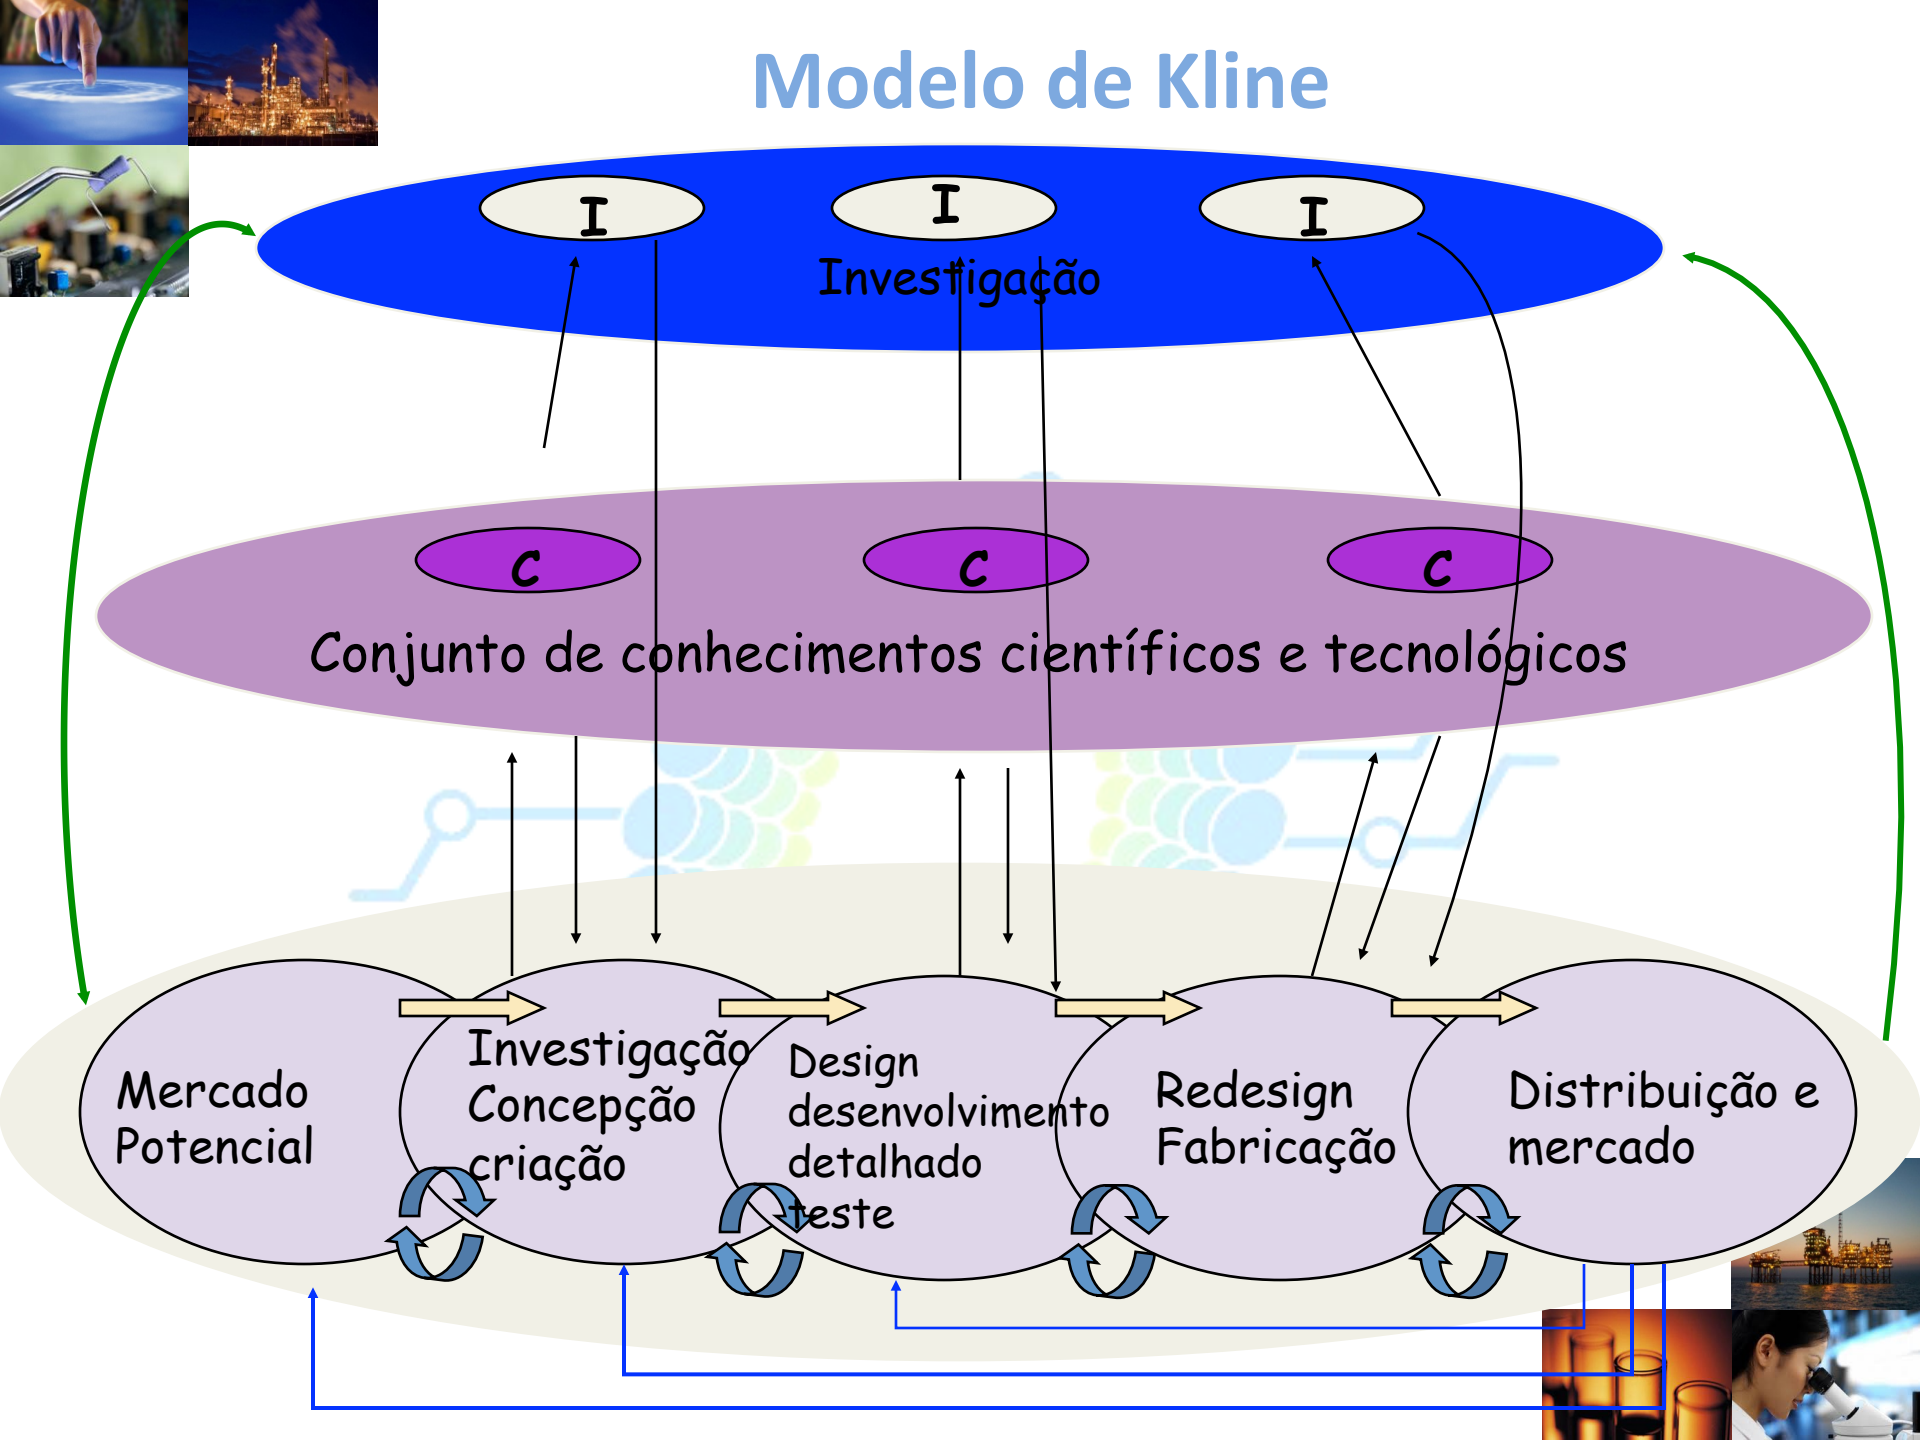 Modelo de Kline
I
I
I
Investigação
C
C
C
Conjunto de conhecimentos científicos e tecnológicos
Mercado
Potencial
Investigação
Concepção
criação
Design
desenvolvimento
detalhado
teste
Redesign
Fabricação
Distribuição e
mercado